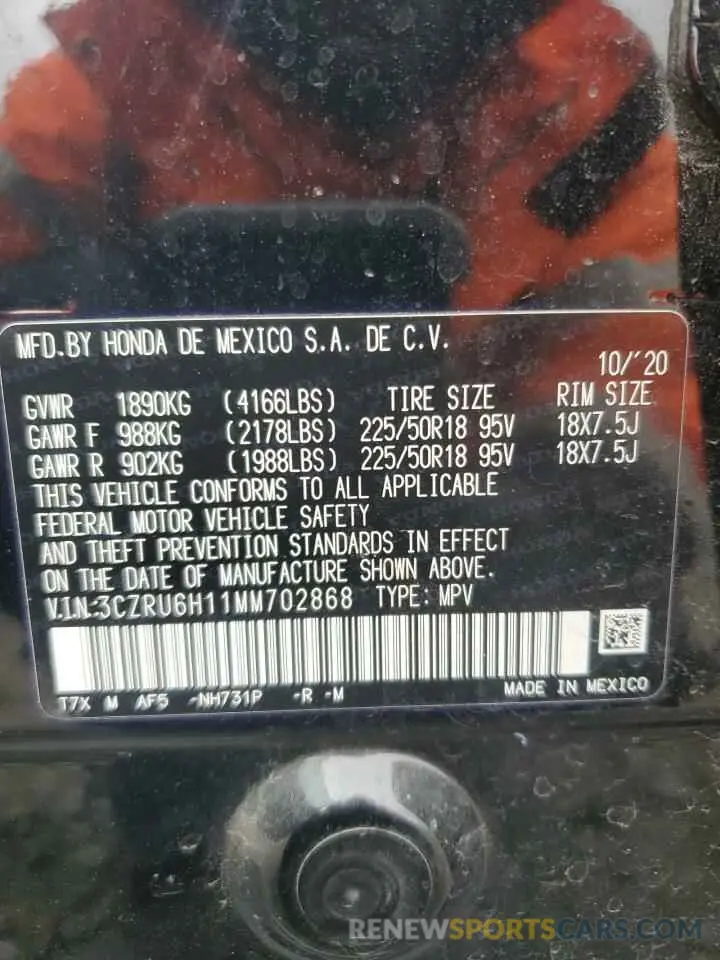 MFD.BY HONDA DE MEXICO S.A. DE C.V.
10/'20
GVWR 1890KG (4166LBS) TIRE SIZE RIM SIZE
GAWR F 988KG (2178LBS) 225/50R18 95V 18X7.5J
GAWR R 902KG (1988LBS) 225/50R18 95V 18X7.5J
THIS VEHICLE CONFORMS TO ALL APPLICABLE
FEDERAL MOTOR VEHICLE SAFETY
AND THEFT PREVENTION STANDARDS IN EFFECT
ON THE DATE OF MANUFACTURE SHOWN ABOVE.
V.I.N:3CZRU6H11MM702868 TYPE: MPV
T7X M AF5 -NH731P -R -M MADE IN MEXICO
RENEWSPORTSCARS.COM